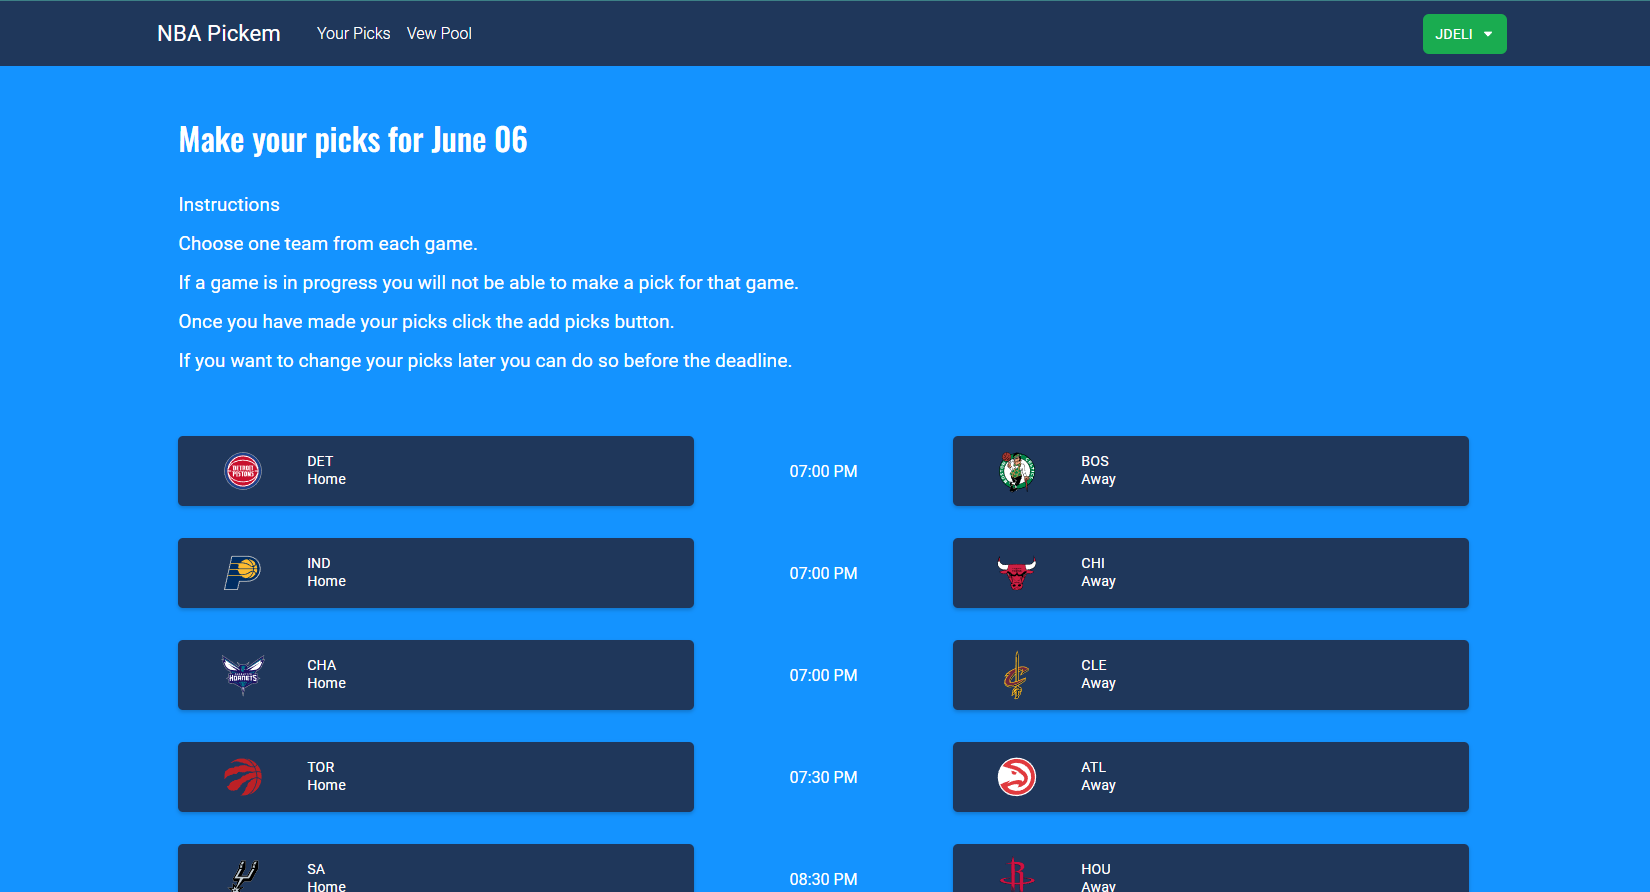 NBA Pickem Your Picks Vew Pool JDELI
Make your picks for June 06
Instructions
Choose one team from each game.
If a game is in progress you will not be able to make a pick for that game.
Once you have made your picks click the add picks button.
If you want to change your picks later you can do so before the deadline.
DETROIT
PISTONS
DET
Home
07:00 PM
BOS
Away
IND
Home
07:00 PM
CHI
Away
HORNETS
CHA
Home
07:00 PM
CLE
Away
TOR
Home
07:30 PM
ATL
Away
SA
Home
08:30 PM
HOU
Away